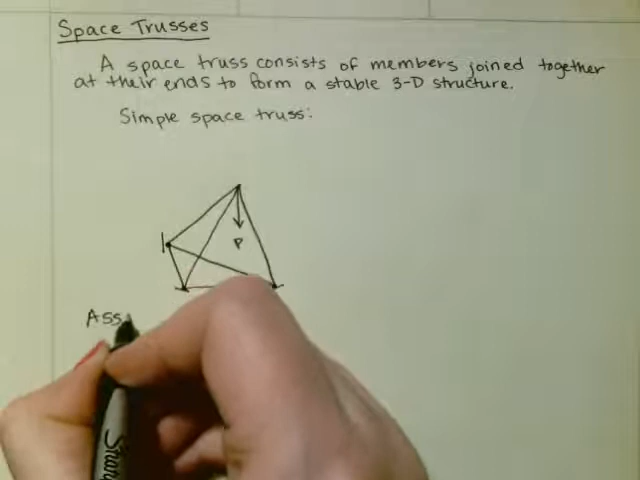 Space Trusses
A space truss consists of members joined together
at their ends to form a stable 3-D structure.
Simple space truss:
P
Ass
Shar